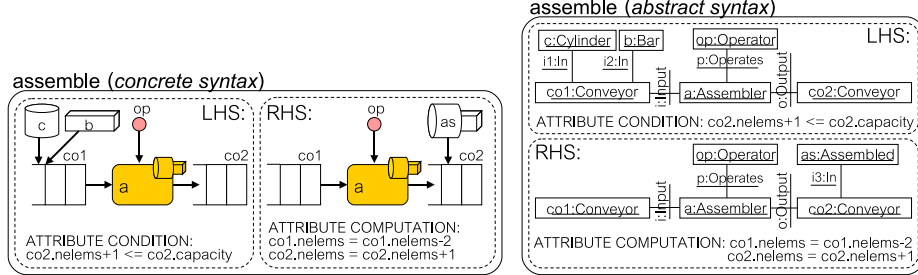 assemble (concrete syntax)
LHS:
c
b
op
co1
a
co2
ATTRIBUTE CONDITION:
co2.nelems+1 <= co2.capacity
RHS:
op
as
co1
a
co2
ATTRIBUTE COMPUTATION:
co1.nelems = co1.nelems-2
co2.nelems = co2.nelems+1
assemble (abstract syntax)
LHS:
c:Cylinder b:Bar op:Operator
i1:In i2:In p:Operates
co1:Conveyor i:Input a:Assembler o:Output co2:Conveyor
ATTRIBUTE CONDITION: co2.nelems+1 <= co2.capacity
RHS:
op:Operator as:Assembled
p:Operates i3:In
co1:Conveyor i:Input a:Assembler o:Output co2:Conveyor
ATTRIBUTE COMPUTATION: co1.nelems = co1.nelems-2
co2.nelems = co2.nelems+1